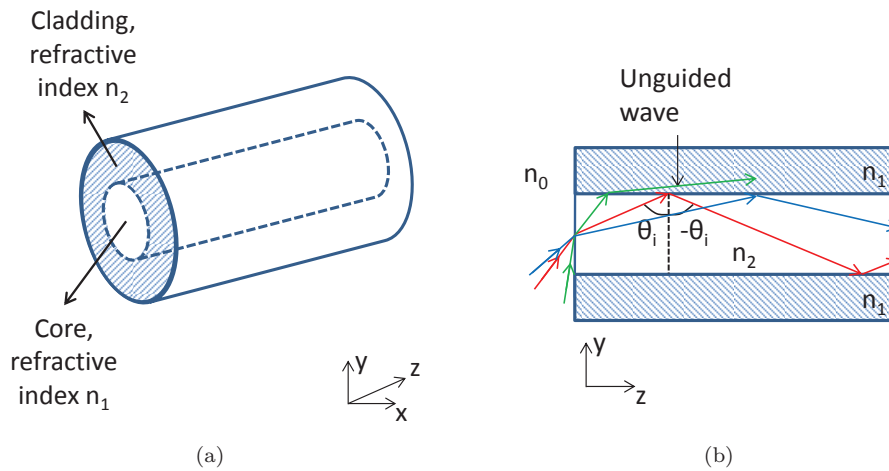 Cladding,
refractive
index n₂
Core,
refractive
index n₁
y
z
x
(a)
Unguided
wave
n₀
n₁
θᵢ -θᵢ
n₂
n₁
y
z
(b)